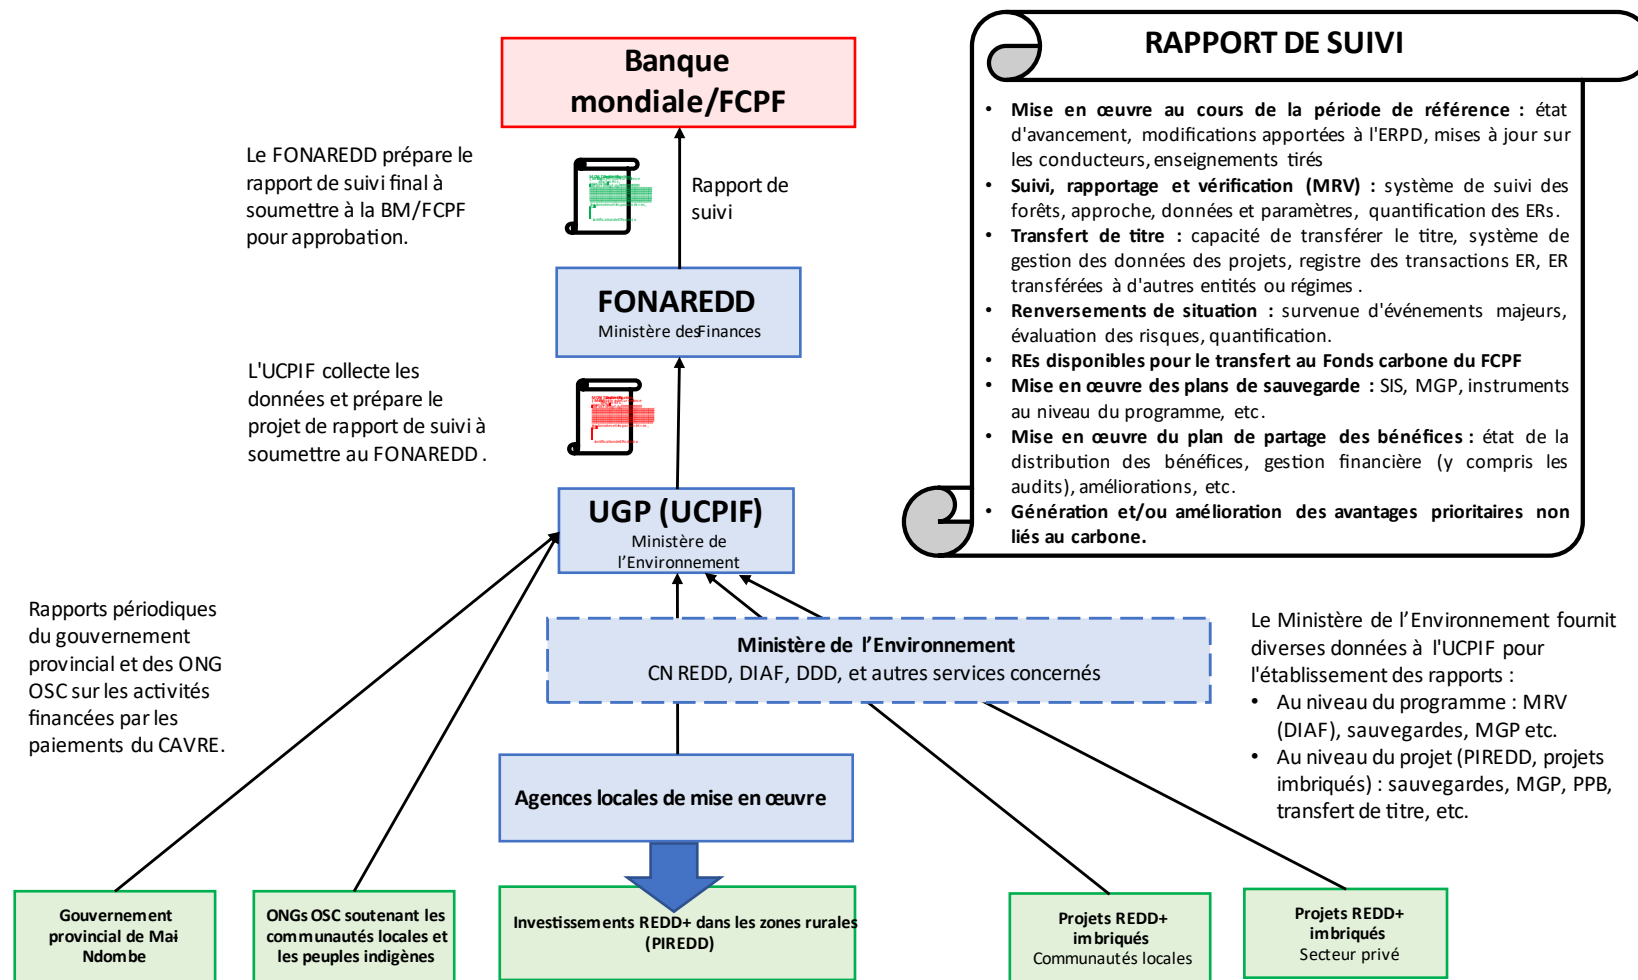 Banque
mondiale/FCPF
Le FONAREDD prépare le
rapport de suivi final à
soumettre à la BM/FCPF
pour approbation.
Rapport de
suivi
FONAREDD
Ministère des Finances
L'UCPIF collecte les
données et prépare le
projet de rapport de suivi à
soumettre au FONAREDD.
UGP (UCPIF)
Ministère de
l'Environnement
RAPPORT DE SUIVI
• Mise en œuvre au cours de la période de référence : état
d'avancement, modifications apportées à l'ERPD, mises à jour sur
les conducteurs, enseignements tirés
• Suivi, rapportage et vérification (MRV) : système de suivi des
forêts, approche, données et paramètres, quantification des ERs.
• Transfert de titre : capacité de transférer le titre, système de
gestion des données des projets, registre des transactions ER, ER
transférées à d'autres entités ou régimes.
• Renversements de situation : survenue d'événements majeurs,
évaluation des risques, quantification.
• REs disponibles pour le transfert au Fonds carbone du FCPF
• Mise en œuvre des plans de sauvegarde : SIS, MGP, instruments
au niveau du programme, etc.
• Mise en œuvre du plan de partage des bénéfices : état de la
distribution des bénéfices, gestion financière (y compris les
audits), améliorations, etc.
• Génération et/ou amélioration des avantages prioritaires non
liés au carbone.
Rapports périodiques
du gouvernement
provincial et des ONG
OSC sur les activités
financées par les
paiements du CAVRE.
Ministère de l'Environnement
CN REDD, DIAF, DDD, et autres services concernés
Le Ministère de l'Environnement fournit
diverses données à l'UCPIF pour
l'établissement des rapports :
• Au niveau du programme : MRV
(DIAF), sauvegardes, MGP etc.
• Au niveau du projet (PIREDD, projets
imbriqués) : sauvegardes, MGP, PPB,
transfert de titre, etc.
Agences locales de mise en œuvre
Gouvernement
provincial de Mai-
Ndombe
ONGs OSC soutenant les
communautés locales et
les peuples indigènes
Investissements REDD+ dans les zones rurales
(PIREDD)
Projets REDD+
imbriqués
Communautés locales
Projets REDD+
imbriqués
Secteur privé